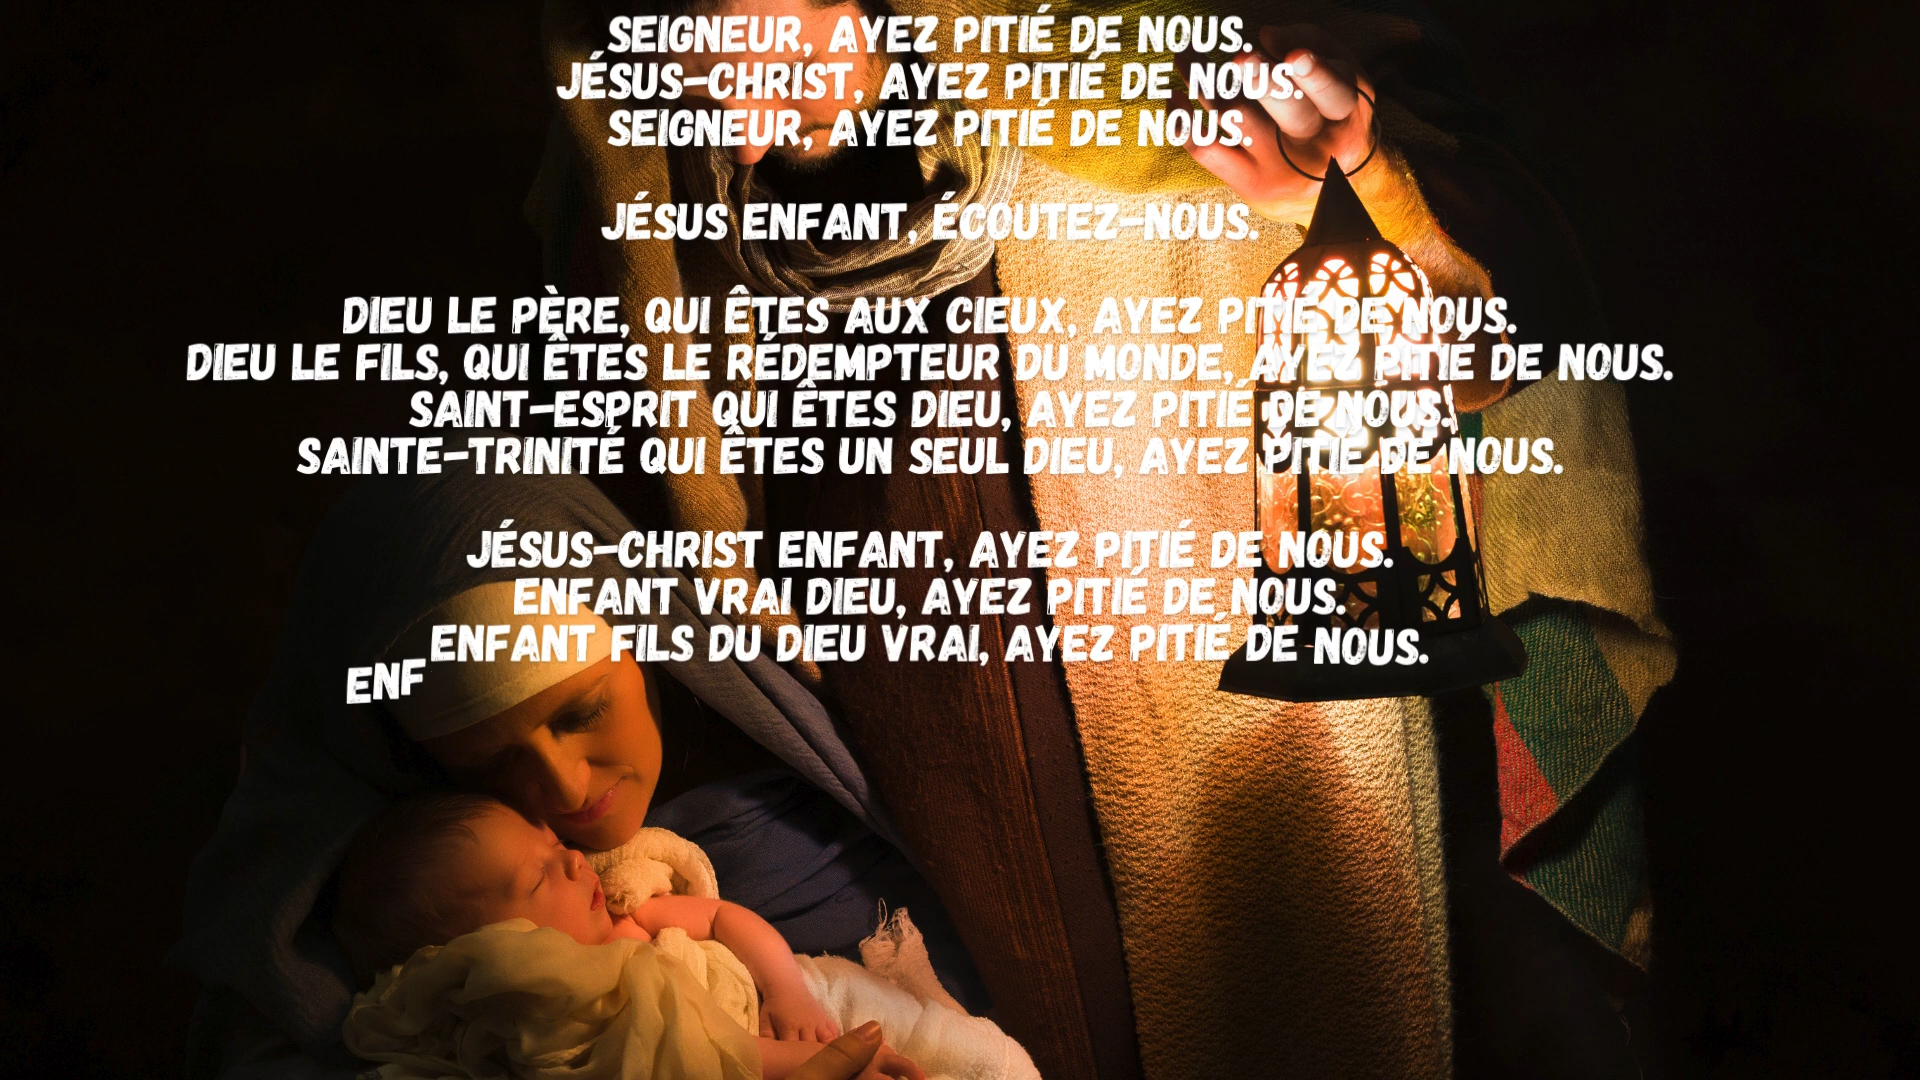 SEIGNEUR, AYEZ PITIÉ DE NOUS.
JÉSUS-CHRIST, AYEZ PITIÉ DE NOUS.
SEIGNEUR, AYEZ PITIÉ DE NOUS.
JÉSUS ENFANT, ÉCOUTEZ-NOUS.
DIEU LE PÈRE, QUI ÊTES AUX CIEUX, AYEZ PITIÉ DE NOUS.
DIEU LE FILS, QUI ÊTES LE RÉDEMPTEUR DU MONDE, AYEZ PITIÉ DE NOUS.
SAINT-ESPRIT QUI ÊTES DIEU, AYEZ PITIÉ DE NOUS.
SAINTE-TRINITÉ QUI ÊTES UN SEUL DIEU, AYEZ PITIÉ DE NOUS.
JÉSUS-CHRIST ENFANT, AYEZ PITIÉ DE NOUS.
ENFANT VRAI DIEU, AYEZ PITIÉ DE NOUS.
ENFANT FILS DU DIEU VRAI, AYEZ PITIÉ DE NOUS.
ENF